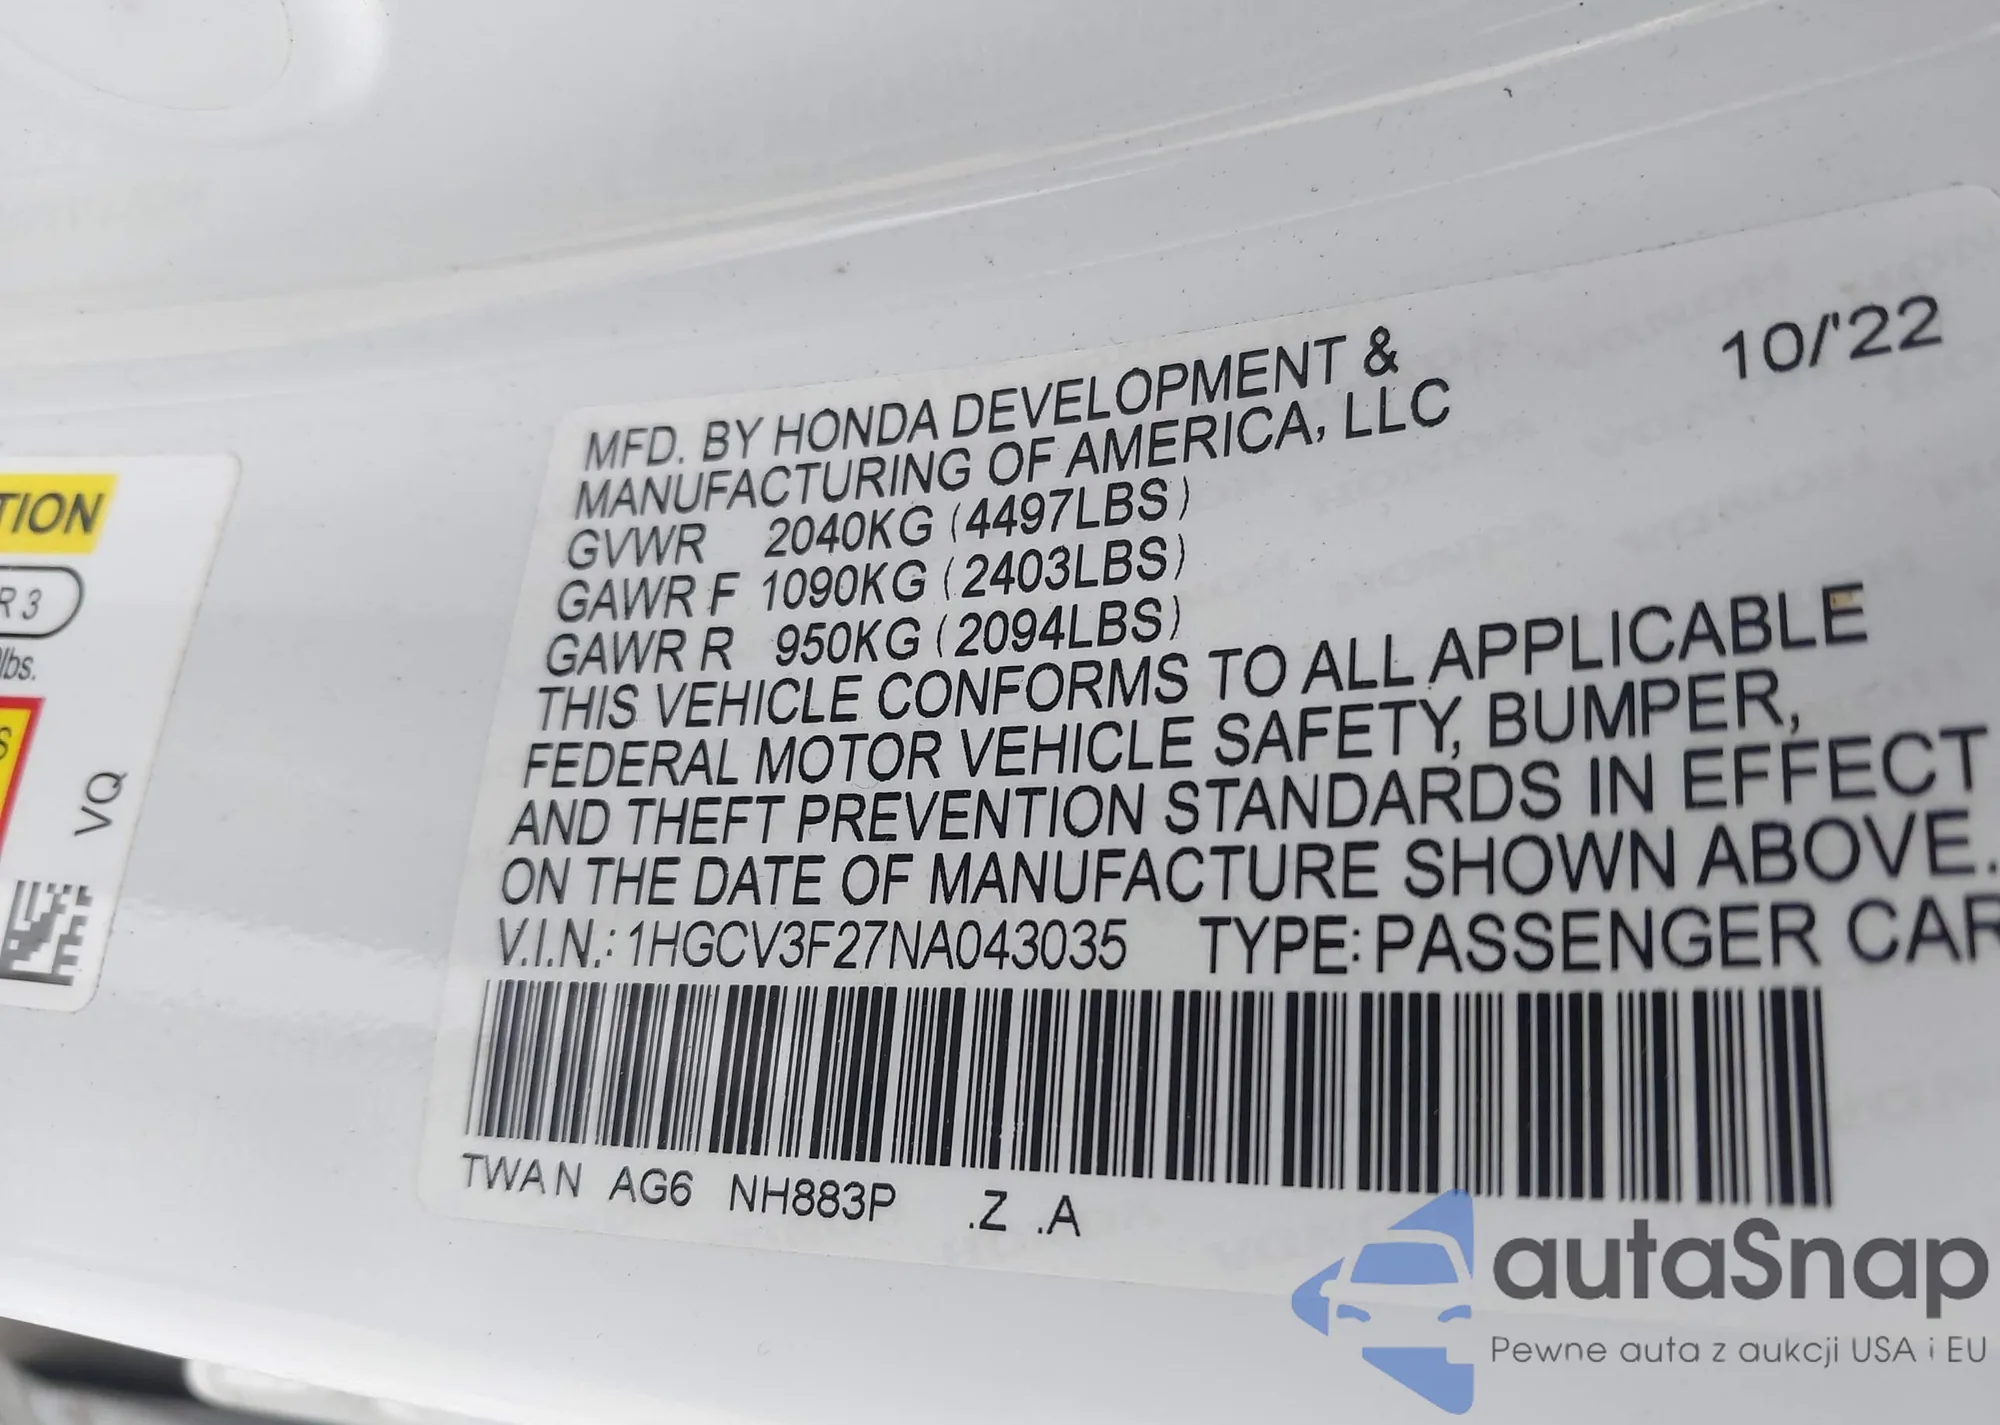 TION
R 3
lbs.
S
VQ
10/'22
MFD. BY HONDA DEVELOPMENT &
MANUFACTURING OF AMERICA, LLC
GVWR 2040KG (4497LBS)
GAWR F 1090KG (2403LBS)
GAWR R 950KG (2094LBS)
THIS VEHICLE CONFORMS TO ALL APPLICABLE
FEDERAL MOTOR VEHICLE SAFETY, BUMPER,
AND THEFT PREVENTION STANDARDS IN EFFECT
ON THE DATE OF MANUFACTURE SHOWN ABOVE.
V.I.N.: 1HGCV3F27NA043035 TYPE: PASSENGER CAR
TWAN AG6 NH883P .Z .A
autaSnap
Pewne auta z aukcji USA i EU